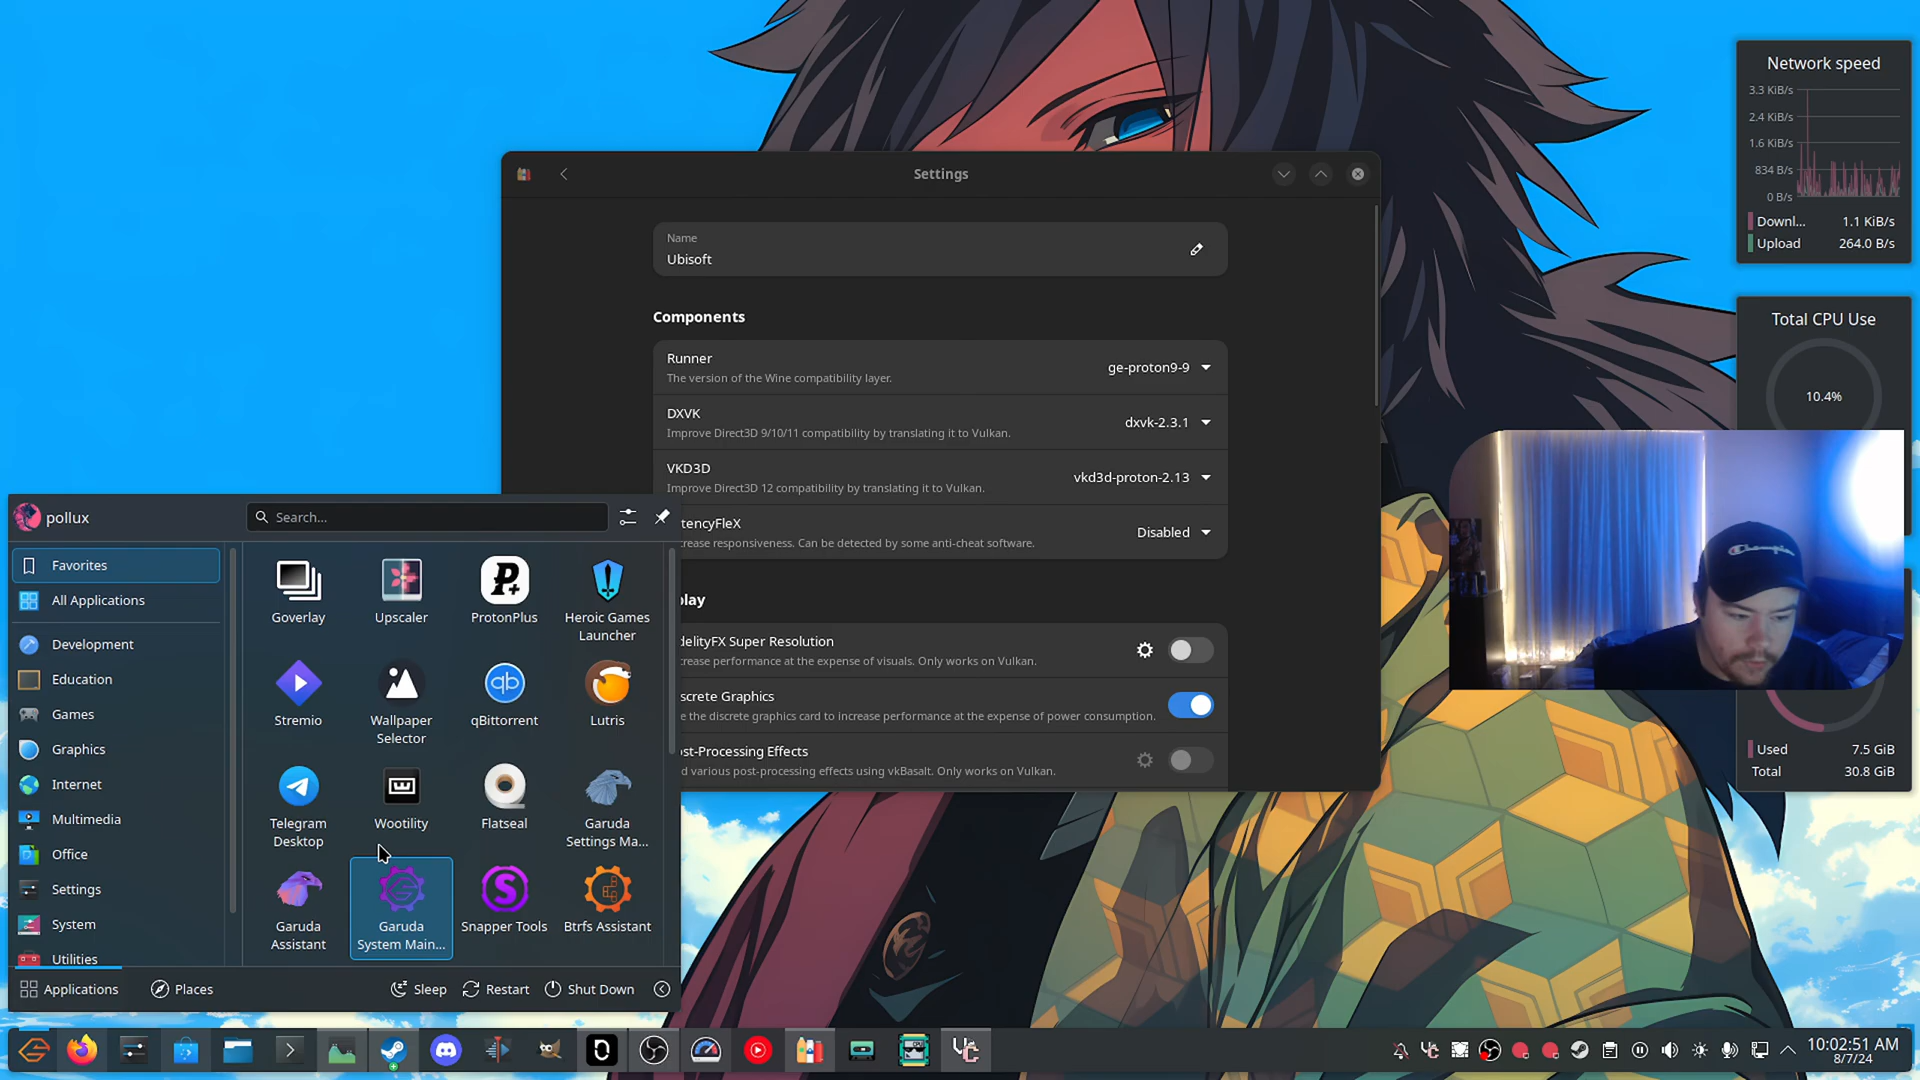 Network speed
3.3 KiB/s
2.4 KiB/s
1.6 KiB/s
834 B/s
0 B/s
Downl... 1.1 KiB/s
Upload 264.0 B/s
Settings
Name
Ubisoft
Components
Runner
The version of the Wine compatibility layer.
ge-proton9-9
DXVK
Improve Direct3D 9/10/11 compatibility by translating it to Vulkan.
dxvk-2.3.1
VKD3D
Improve Direct3D 12 compatibility by translating it to Vulkan.
vkd3d-proton-2.13
tencyFleX
crease responsiveness. Can be detected by some anti-cheat software.
Disabled
play
delityFX Super Resolution
crease performance at the expense of visuals. Only works on Vulkan.
screte Graphics
e the discrete graphics card to increase performance at the expense of power consumption.
ost-Processing Effects
d various post-processing effects using vkBasalt. Only works on Vulkan.
Total CPU Use
10.4%
Champion
Used 7.5 GiB
Total 30.8 GiB
pollux
Search...
Favorites
All Applications
Development
Education
Games
Graphics
Internet
Multimedia
Office
Settings
System
Utilities
Goverlay
Upscaler
ProtonPlus
Heroic Games
Launcher
Stremio
Wallpaper
Selector
qBittorrent
Lutris
Telegram
Desktop
Wootility
Flatseal
Garuda
Settings Ma...
Garuda
Assistant
Garuda
System Main...
Snapper Tools
Btrfs Assistant
Applications
Places
Sleep
Restart
Shut Down
10:02:51 AM
8/7/24